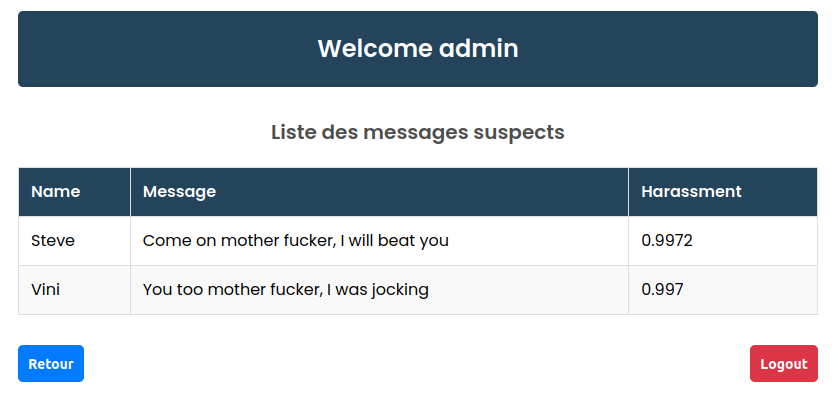 Welcome admin
Liste des messages suspects
Name Message Harassment
Steve Come on mother fucker, I will beat you 0.9972
Vini You too mother fucker, I was jocking 0.997
Retour Logout